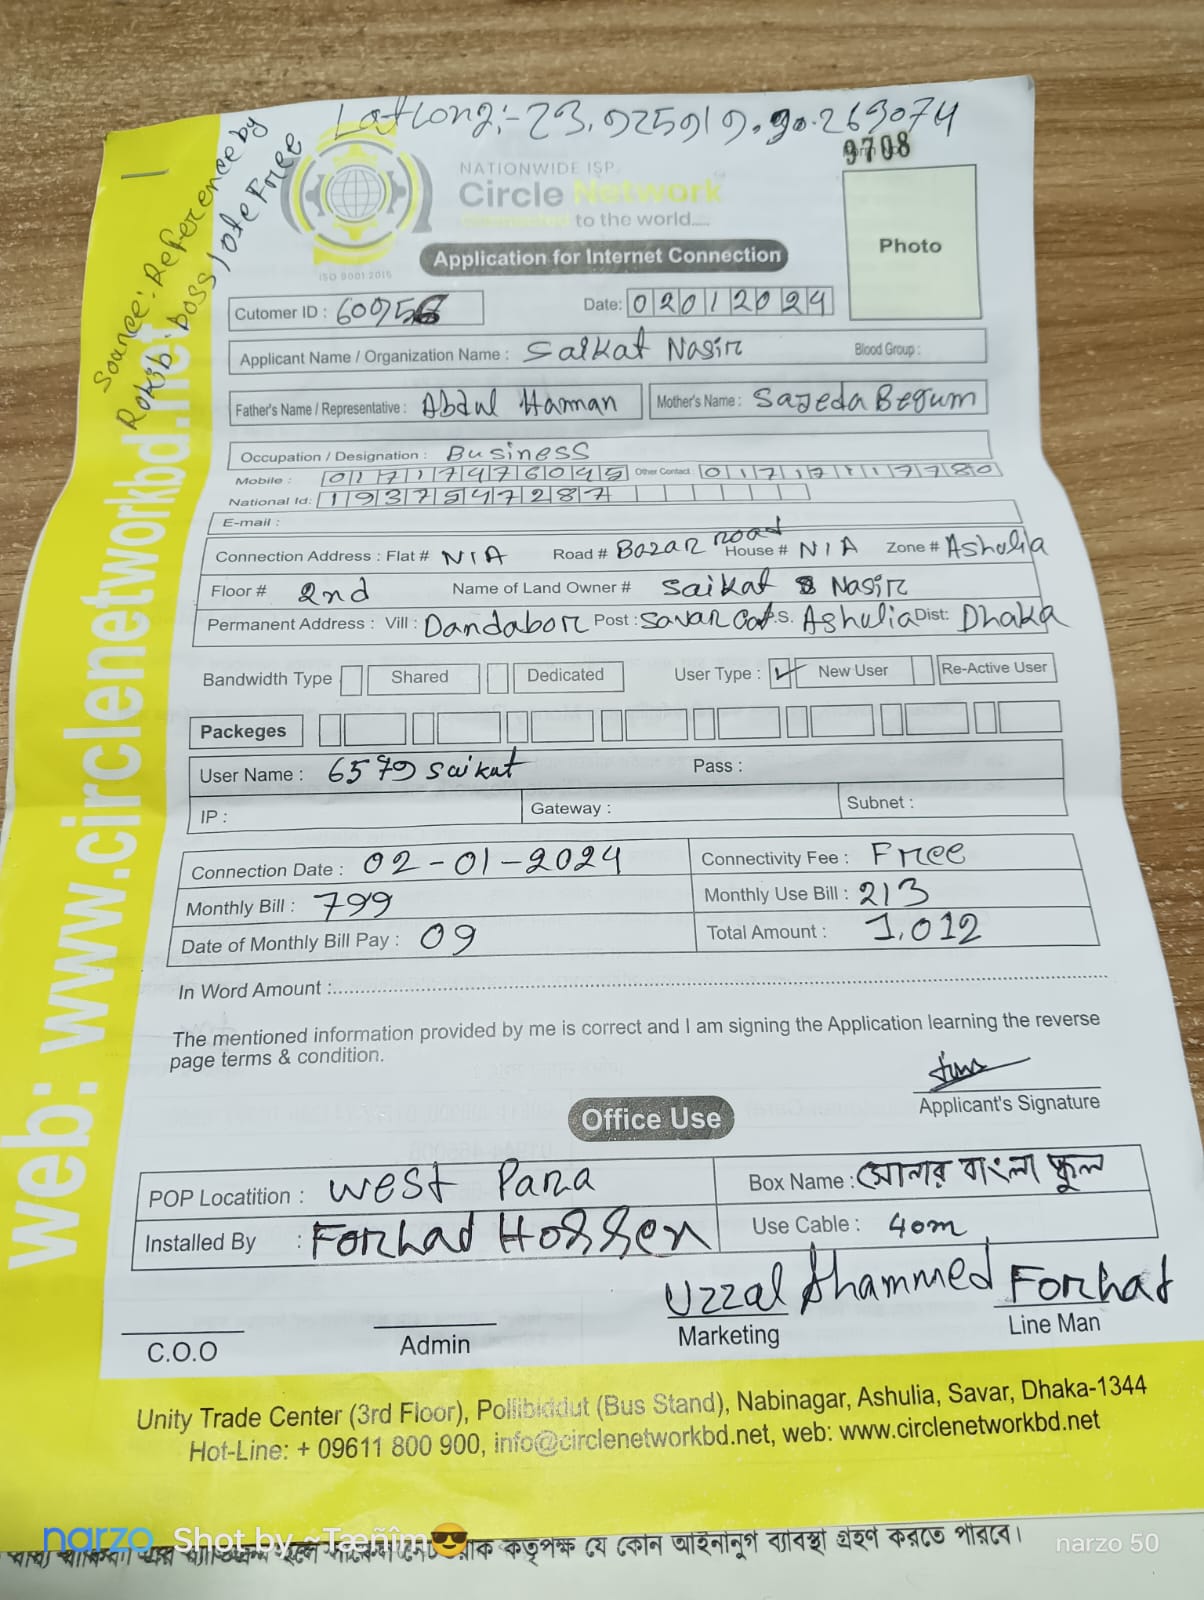 LatLong:- 23.925919, 90.269074
9708
Source: Reference by
Rokib boss / ote Free
NATIONWIDE ISP
Circle Network
Connected to the world....
ISO 9001:2015
Application for Internet Connection
Photo
Cutomer ID : 60956
Date: 02012024
Applicant Name / Organization Name : Saikat Nasir Blood Group :
Father's Name / Representative : Abdul Hannan Mother's Name : Sajeda Begum
Occupation / Designation : Business
Mobile : 01717476045 Other Contact : 01717117780
National Id: 1937547287
E-mail :
Connection Address : Flat # N/A Road # Bazar road House # N/A Zone # Ashulia
Floor # 2nd Name of Land Owner # Saikat Nasir
Permanent Address : Vill : Dandabor Post : Savar Cat P.S. Ashulia Dist: Dhaka
Bandwidth Type Shared Dedicated User Type : ✓ New User Re-Active User
Packeges
User Name : 6579 saikat Pass :
IP : Gateway : Subnet :
Connection Date : 02-01-2024 Connectivity Fee : Free
Monthly Bill : 799 Monthly Use Bill : 213
Date of Monthly Bill Pay : 09 Total Amount : 1,012
In Word Amount :
The mentioned information provided by me is correct and I am signing the Application learning the reverse
page terms & condition.
Applicant's Signature
Office Use
POP Locatition : West Para Box Name : সোনার বাংলা স্কুল
Installed By : Forhad Hossen Use Cable : 40m
Uzzal Ahammed Forhad
C.O.O Admin Marketing Line Man
Unity Trade Center (3rd Floor), Pollibiddut (Bus Stand), Nabinagar, Ashulia, Savar, Dhaka-1344
Hot-Line: + 09611 800 900, info@circlenetworkbd.net, web: www.circlenetworkbd.net
web: www.circlenetworkbd.net
কতৃপক্ষ যে কোন আইনানুগ ব্যবস্থা গ্রহণ করতে পারবে।
narzo Shot by ~Tæñîm😎 narzo 50